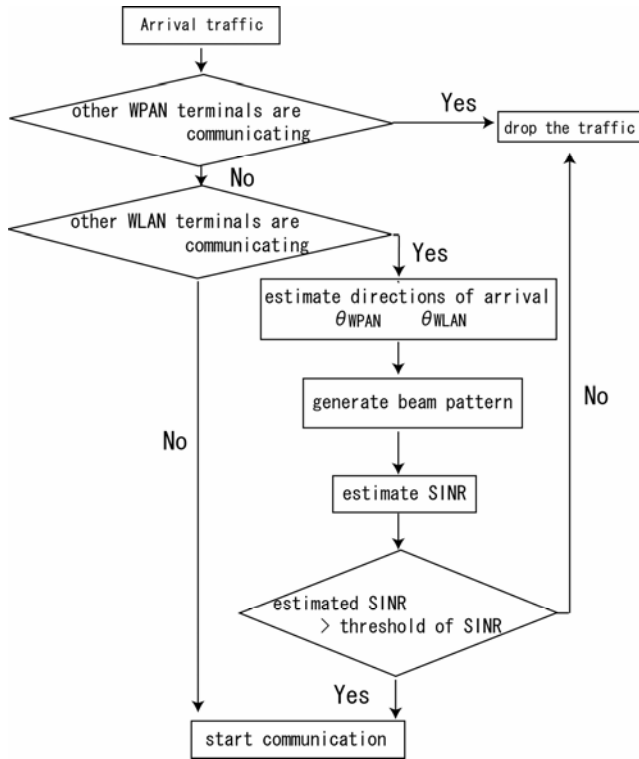 Arrival traffic
other WPAN terminals are
communicating
Yes
drop the traffic
No
other WLAN terminals are
communicating
Yes
estimate directions of arrival
θWPAN θWLAN
generate beam pattern
No
No
estimate SINR
estimated SINR
> threshold of SINR
Yes
start communication